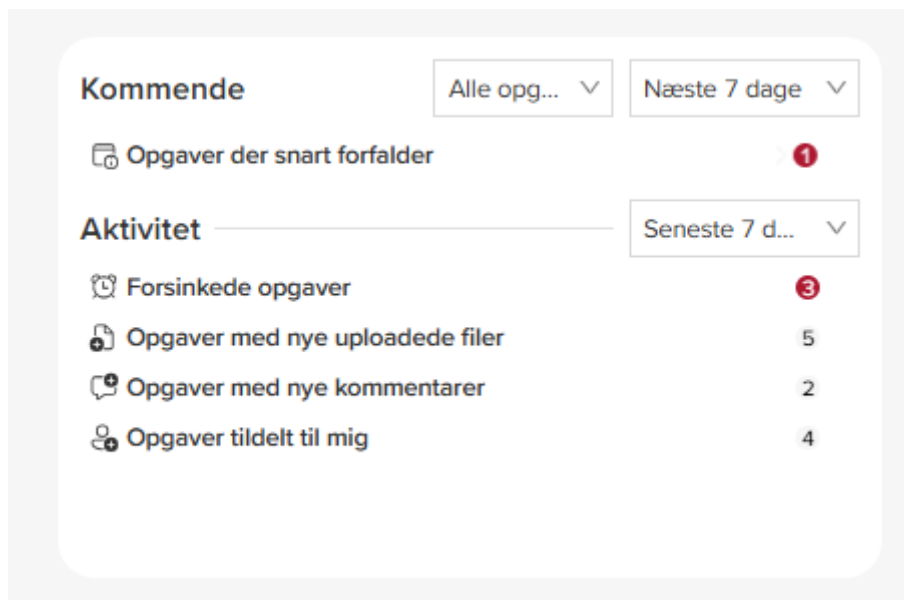 Kommende Alle opg... Næste 7 dage
Opgaver der snart forfalder 1
Aktivitet Seneste 7 d...
Forsinkede opgaver 3
Opgaver med nye uploadede filer 5
Opgaver med nye kommentarer 2
Opgaver tildelt til mig 4